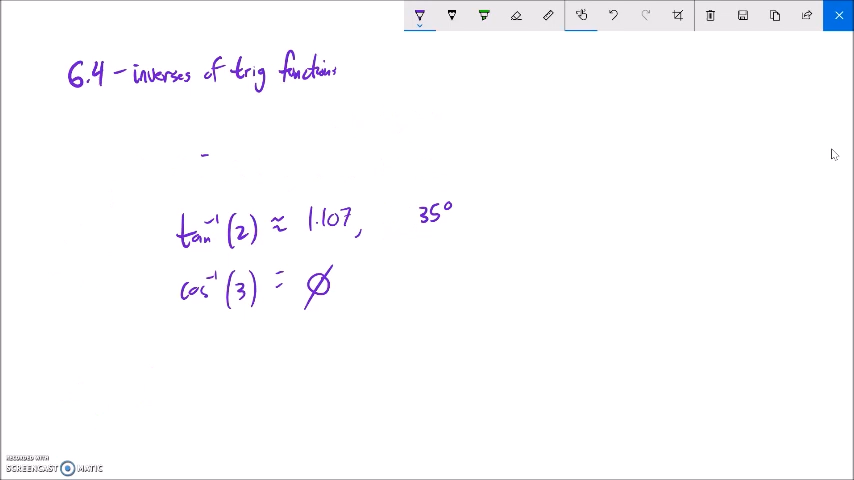 6.4 - inverses of trig functions
-
tan⁻¹(2) ≈ 1.107, 35°
cos⁻¹(3) = ∅
RECORDED WITH
SCREENCAST MATIC